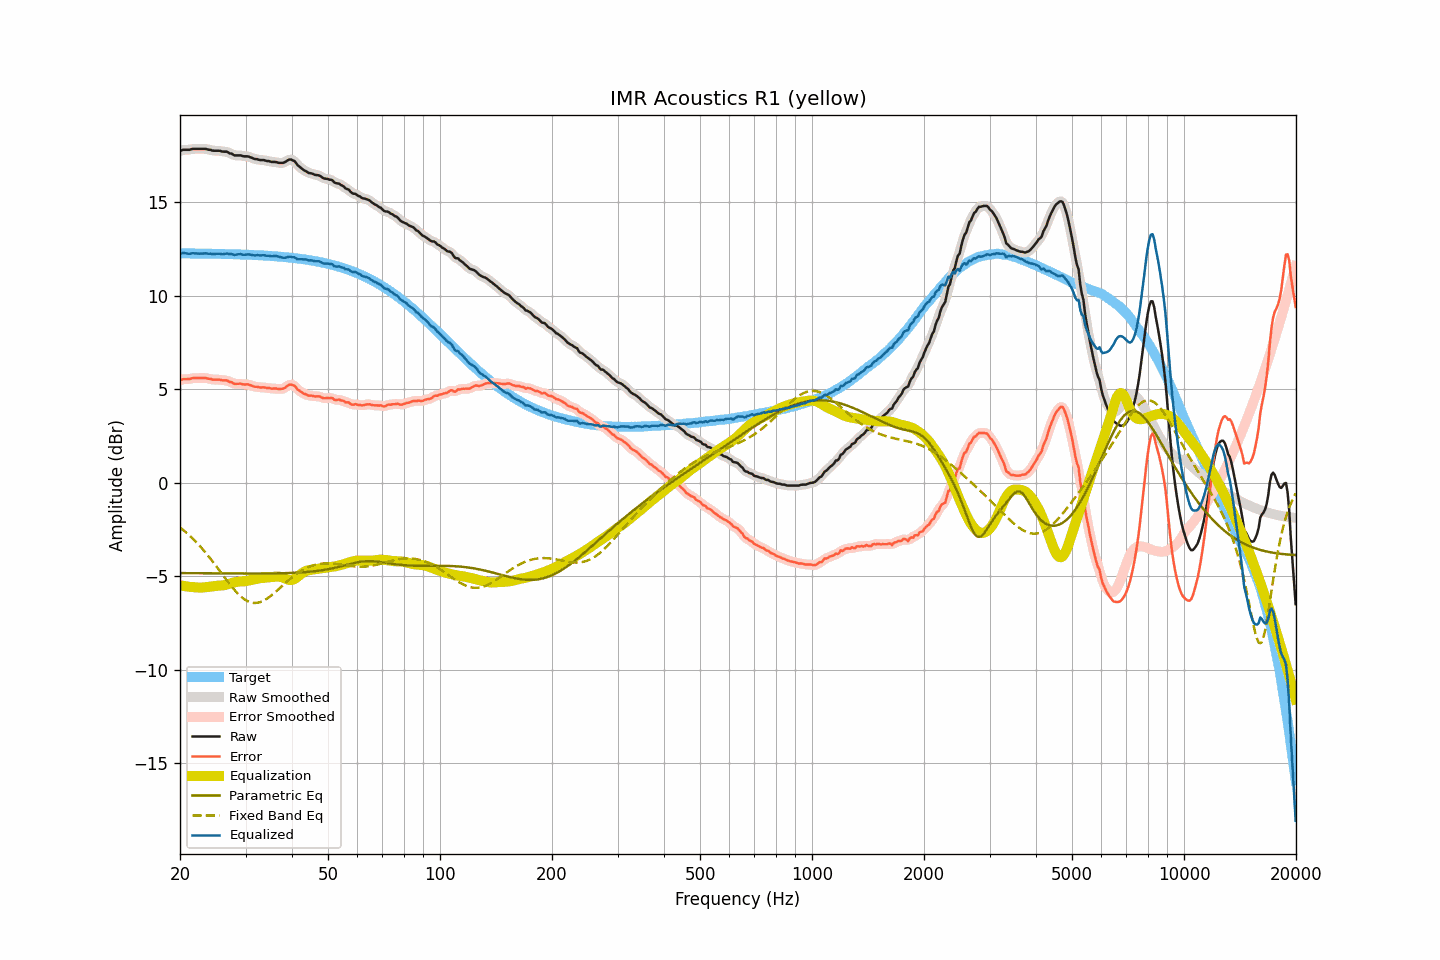 IMR Acoustics R1 (yellow)
Amplitude (dBr)
15
10
5
0
−5
−10
−15
Target
Raw Smoothed
Error Smoothed
Raw
Error
Equalization
Parametric Eq
Fixed Band Eq
Equalized
20 50 100 200 500 1000 2000 5000 10000 20000
Frequency (Hz)